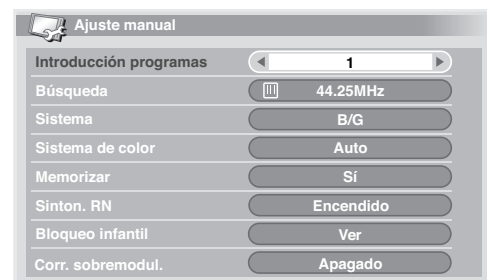 Ajuste manual
Introducción programas 1
Búsqueda 44.25MHz
Sistema B/G
Sistema de color Auto
Memorizar Sí
Sinton. RN Encendido
Bloqueo infantil Ver
Corr. sobremodul. Apagado